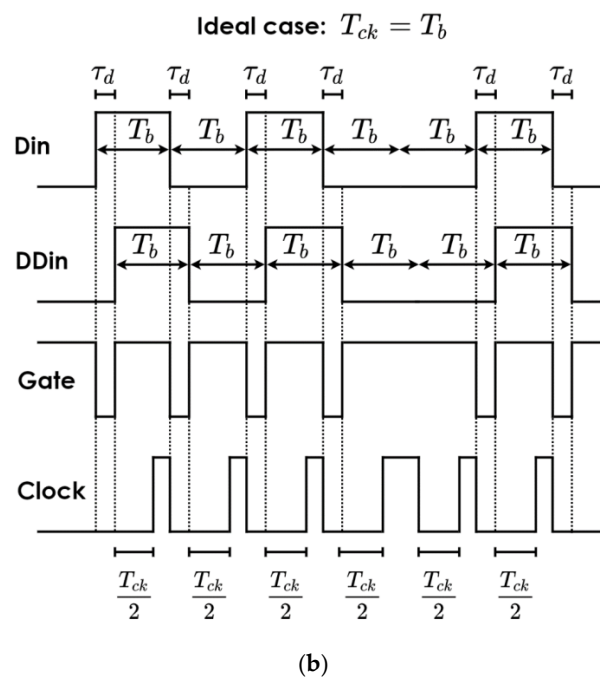 Ideal case: T_ck = T_b
τ_d τ_d τ_d τ_d τ_d τ_d
Din T_b T_b T_b T_b T_b T_b
DDin T_b T_b T_b T_b T_b T_b
Gate
Clock
T_ck/2 T_ck/2 T_ck/2 T_ck/2 T_ck/2 T_ck/2
(b)